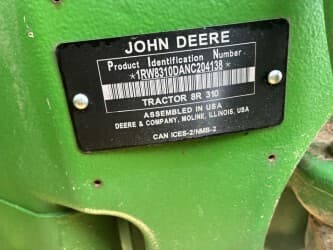 JOHN DEERE
Product Identification Number
*1RW8310DANC204138*
TRACTOR 8R 310
ASSEMBLED IN USA
DEERE & COMPANY, MOLINE, ILLINOIS, USA
CAN ICES-2/NMB-2